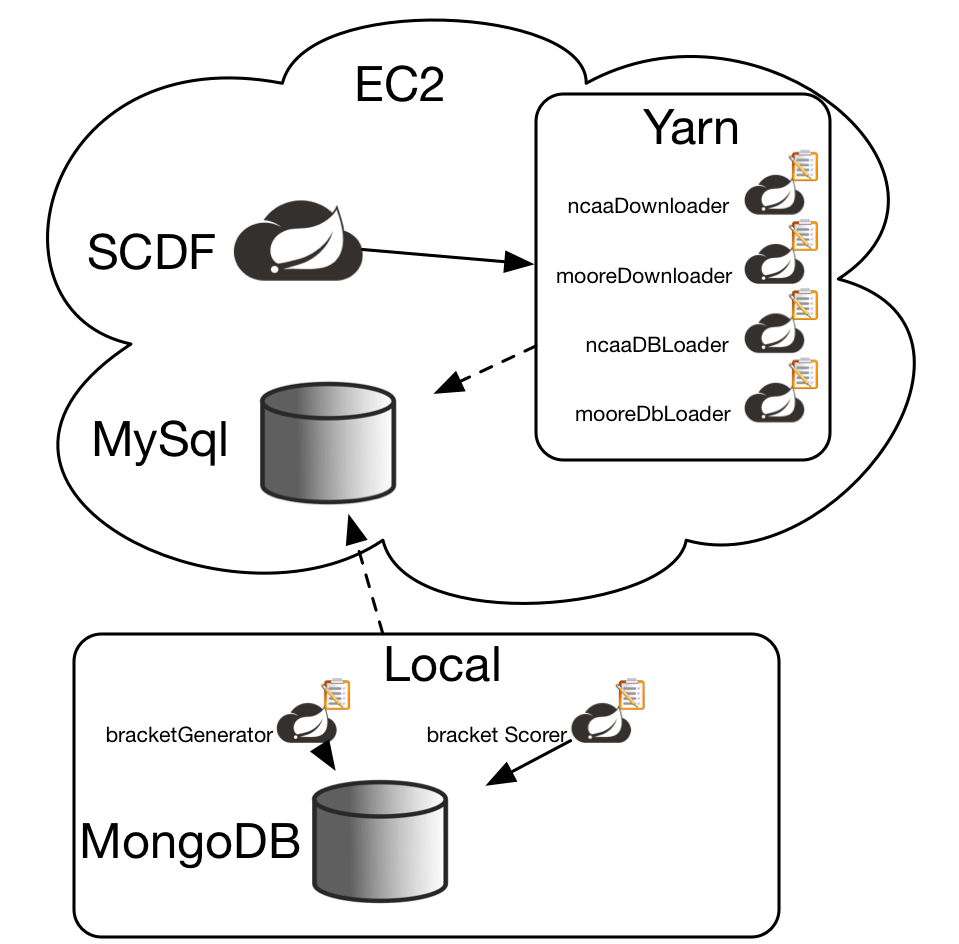 EC2
Yarn
ncaaDownloader
SCDF
mooreDownloader
ncaaDBLoader
mooreDbLoader
MySql
Local
bracketGenerator
bracket Scorer
MongoDB